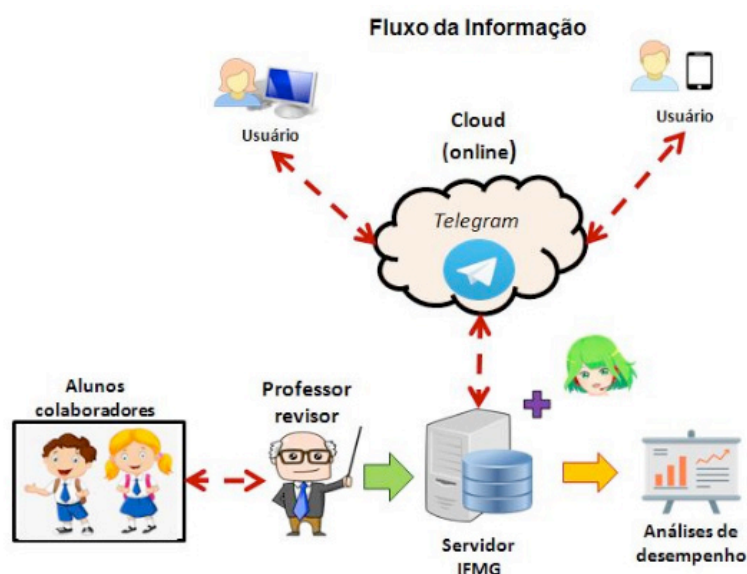 Fluxo da Informação
Usuário
Usuário
Cloud
(online)
Telegram
Alunos
colaboradores
Professor
revisor
Servidor
IFMG
Análises de
desempenho